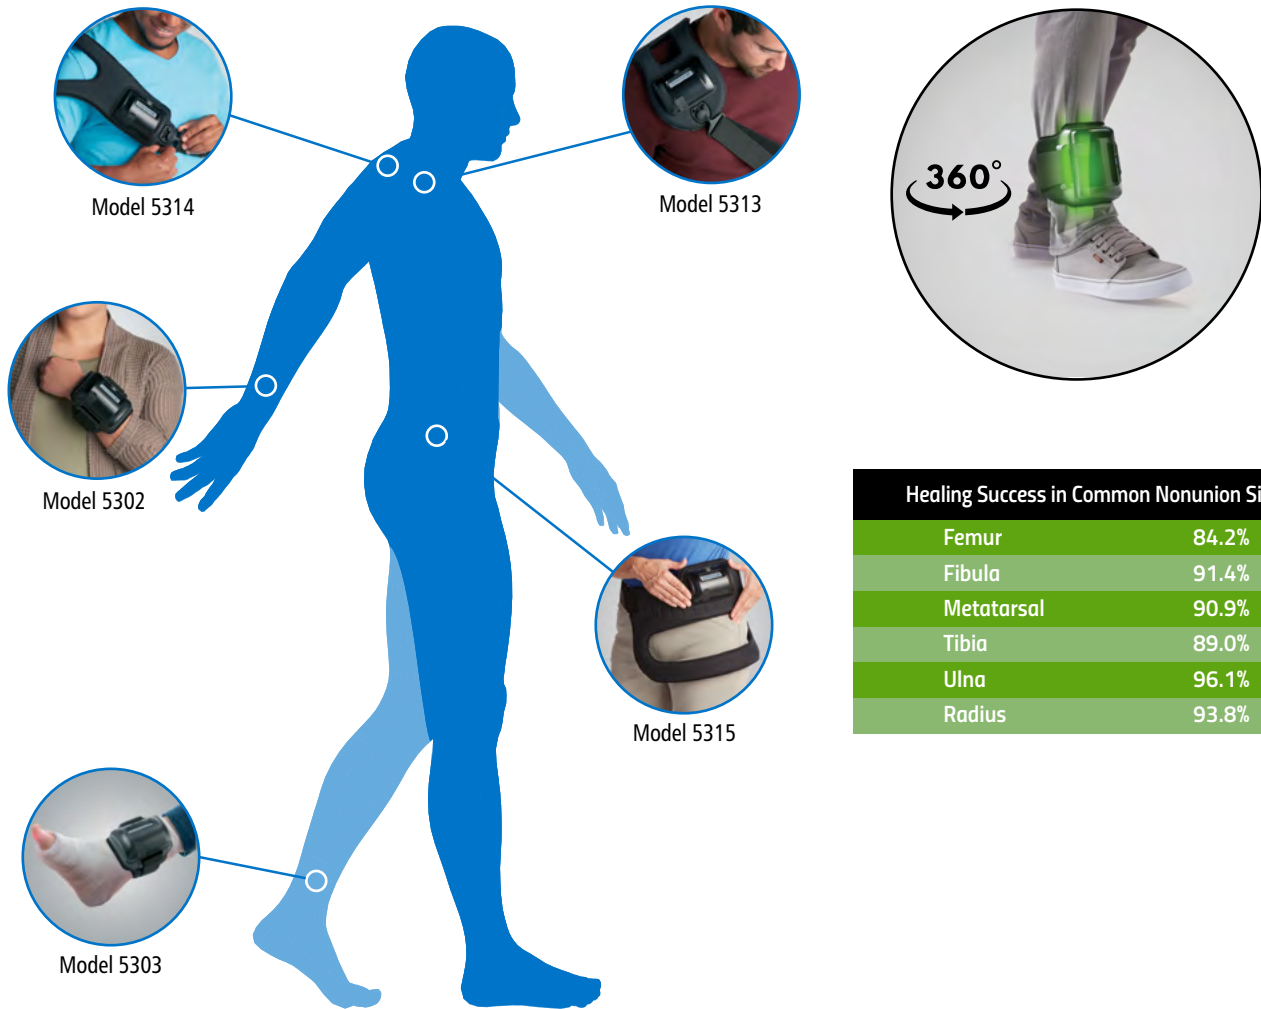 Model 5314
Model 5313
360°
Model 5302
Healing Success in Common Nonunion
Femur 84.2%
Fibula 91.4%
Metatarsal 90.9%
Tibia 89.0%
Ulna 96.1%
Radius 93.8%
Model 5315
Model 5303